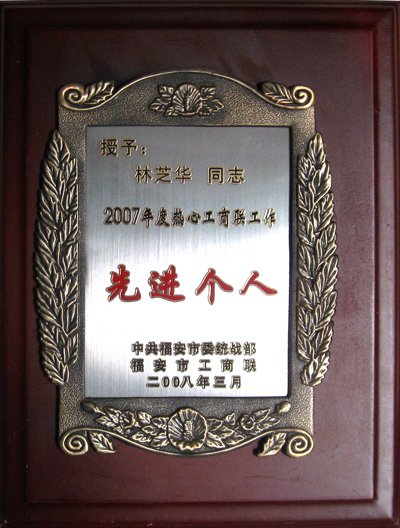 授予：
林芝华 同志
2007年度热心工商联工作
先进个人
中共福安市委统战部
福安市工商联
二00八年三月